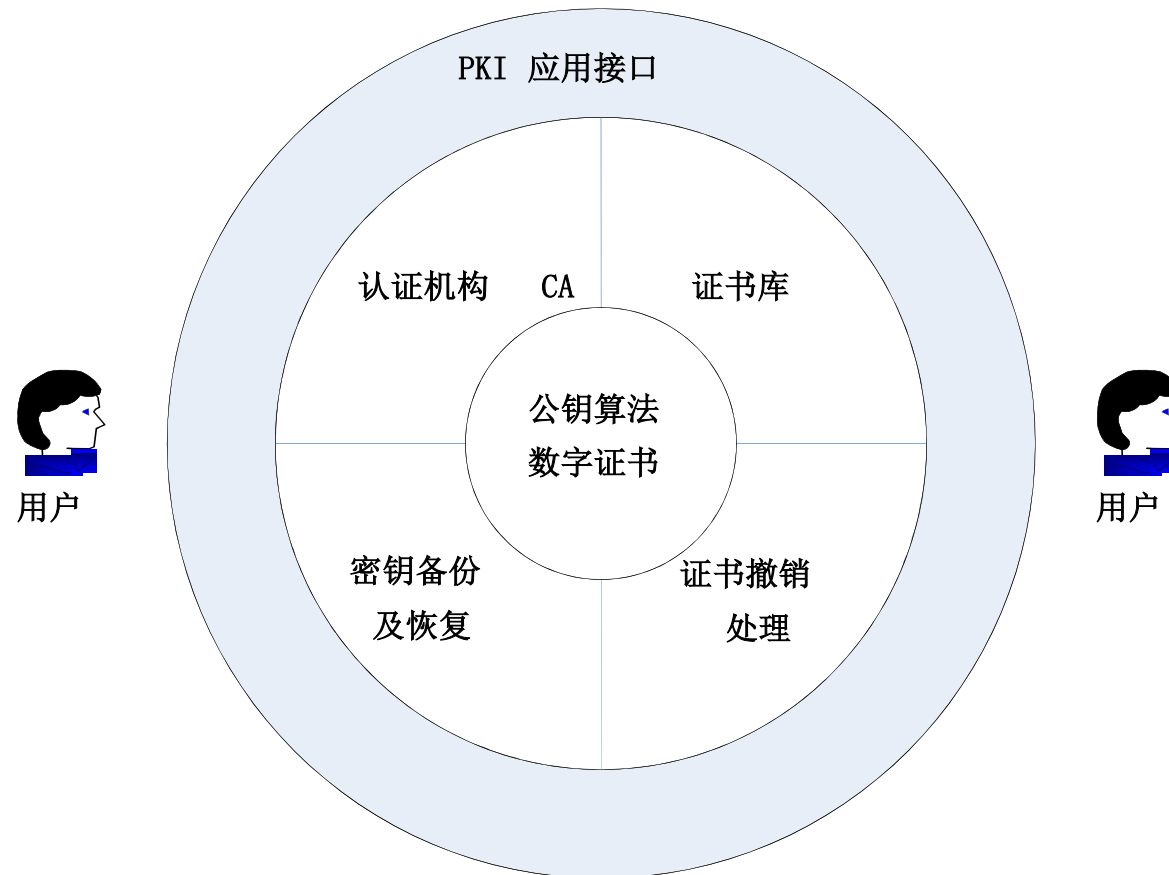 PKI 应用接口
认证机构 CA
证书库
公钥算法
数字证书
用户
用户
密钥备份
及恢复
证书撤销
处理